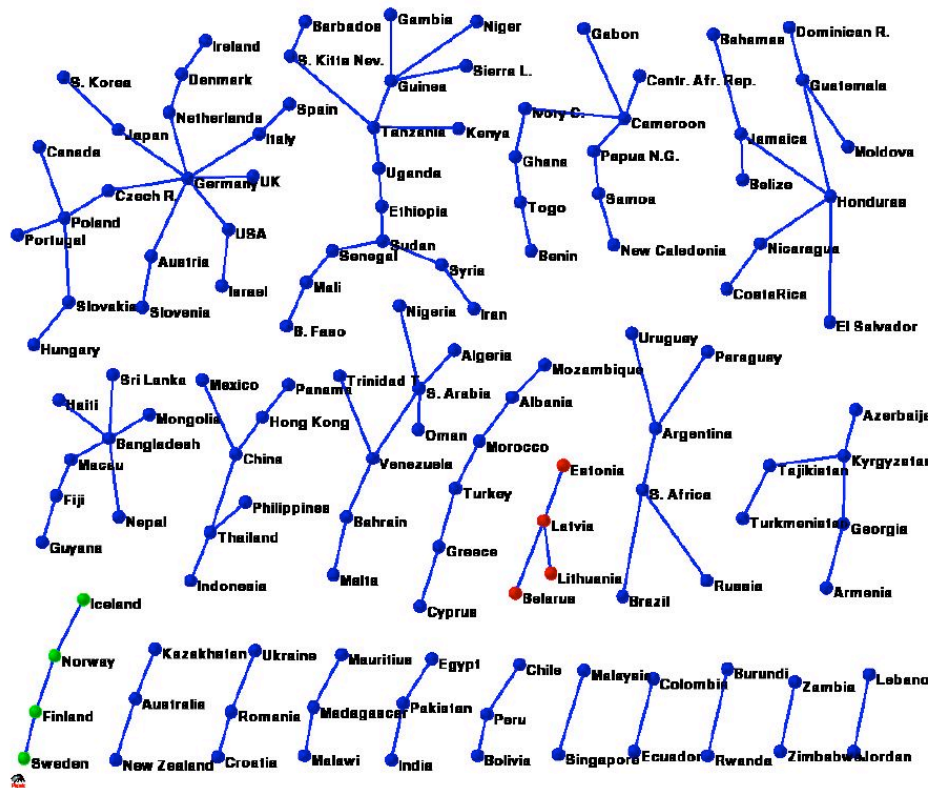 Barbados
Gambia
Niger
Gabon
Bahamas
Dominican R.
Ireland
S. Kitts Nev.
Sierra L.
S. Korea
Denmark
Guinea
Centr. Afr. Rep.
Guatemala
Netherlands
Spain
Ivory C.
Cameroon
Japan
Italy
Tanzania
Kenya
Jamaica
Moldova
Canada
Ghana
Papua N.G.
Germany
UK
Uganda
Belize
Czech R.
Samoa
Honduras
Poland
Ethiopia
Togo
Portugal
USA
Sudan
Senegal
Benin
New Caledonia
Nicaragua
Austria
Syria
Israel
Mali
CostaRica
Slovakia
Slovenia
Nigeria
Iran
B. Faso
El Salvador
Hungary
Algeria
Uruguay
Paraguay
Sri Lanka
Mexico
Panama
Trinidad T.
S. Arabia
Mozambique
Haiti
Albania
Mongolia
Hong Kong
Azerbaija
Bangladesh
Oman
Argentina
China
Venezuela
Morocco
Macau
Estonia
Tajikistan
Kyrgyzstan
Fiji
Philippines
Turkey
S. Africa
Nepal
Bahrain
Latvia
Turkmenistan
Georgia
Guyana
Thailand
Greece
Indonesia
Malta
Lithuania
Russia
Belarus
Brazil
Armenia
Iceland
Cyprus
Norway
Kazakhstan
Ukraine
Mauritius
Egypt
Chile
Malaysia
Colombia
Burundi
Zambia
Lebano
Finland
Australia
Romania
Madagascar
Pakistan
Peru
Sweden
New Zealand
Croatia
Malawi
India
Bolivia
Singapore
Ecuador
Rwanda
Zimbabwe
Jordan